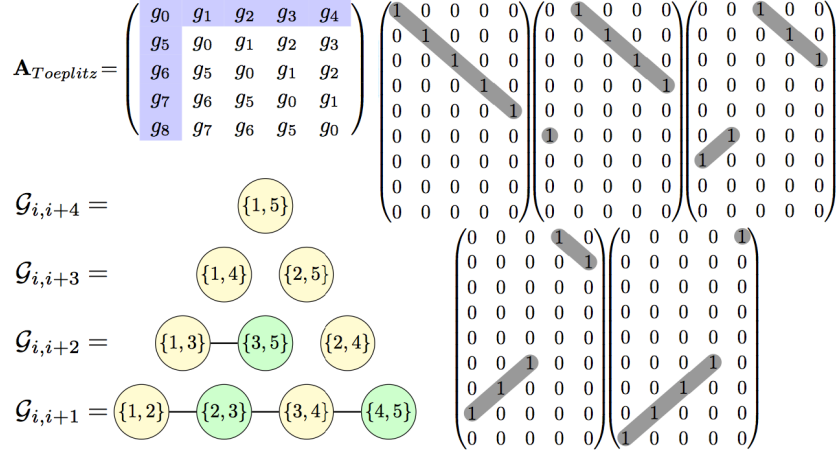 g₀ g₁ g₂ g₃ g₄
g₅ g₀ g₁ g₂ g₃
A_Toeplitz = g₆ g₅ g₀ g₁ g₂
g₇ g₆ g₅ g₀ g₁
g₈ g₇ g₆ g₅ g₀
1 0 0 0 0
0 1 0 0 0
0 0 1 0 0
0 0 0 1 0
0 0 0 0 1
0 0 0 0 0
0 0 0 0 0
0 0 0 0 0
0 0 0 0 0
0 1 0 0 0
0 0 1 0 0
0 0 0 1 0
0 0 0 0 1
0 0 0 0 0
1 0 0 0 0
0 0 0 0 0
0 0 0 0 0
0 0 0 0 0
0 0 1 0 0
0 0 0 1 0
0 0 0 0 1
0 0 0 0 0
0 0 0 0 0
0 1 0 0 0
1 0 0 0 0
0 0 0 0 0
0 0 0 0 0
𝒢_{i,i+4} = {1,5}
𝒢_{i,i+3} = {1,4} {2,5}
𝒢_{i,i+2} = {1,3} {3,5} {2,4}
𝒢_{i,i+1} = {1,2} {2,3} {3,4} {4,5}
0 0 0 1 0
0 0 0 0 1
0 0 0 0 0
0 0 0 0 0
0 0 0 0 0
0 0 1 0 0
0 1 0 0 0
1 0 0 0 0
0 0 0 0 0
0 0 0 0 1
0 0 0 0 0
0 0 0 0 0
0 0 0 0 0
0 0 0 0 0
0 0 0 1 0
0 0 1 0 0
0 1 0 0 0
1 0 0 0 0